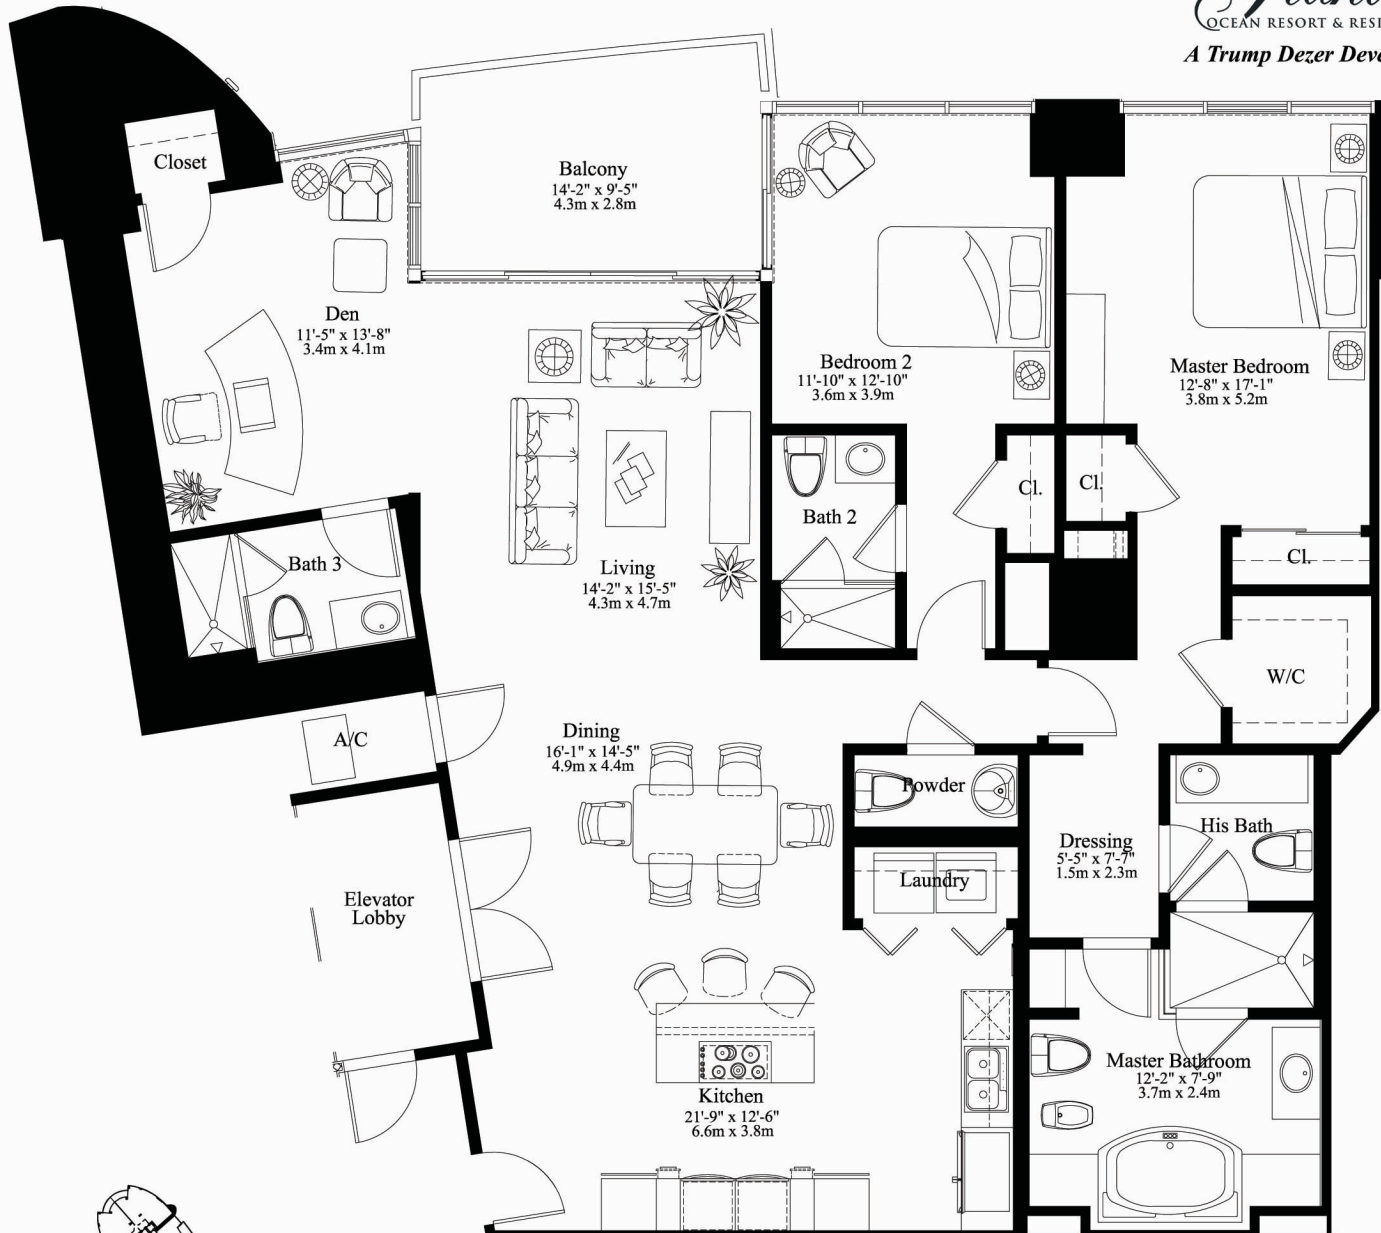 OCEAN RESORT &
A Trump Dezer
Closet
Balcony
14'-2" x 9'-5"
4.3m x 2.8m
Den
11'-5" x 13'-8"
3.4m x 4.1m
Bedroom 2
11'-10" x 12'-10"
3.6m x 3.9m
Master Bedroom
12'-8" x 17'-1"
3.8m x 5.2m
Cl.
Cl.
Bath 2
Cl.
Bath 3
Living
14'-2" x 15'-5"
4.3m x 4.7m
W/C
A/C
Dining
16'-1" x 14'-5"
4.9m x 4.4m
Powder
His Bath
Dressing
5'-5" x 7'-7"
1.5m x 2.3m
Laundry
Elevator
Lobby
Master Bathroom
12'-2" x 7'-9"
3.7m x 2.4m
Kitchen
21'-9" x 12'-6"
6.6m x 3.8m